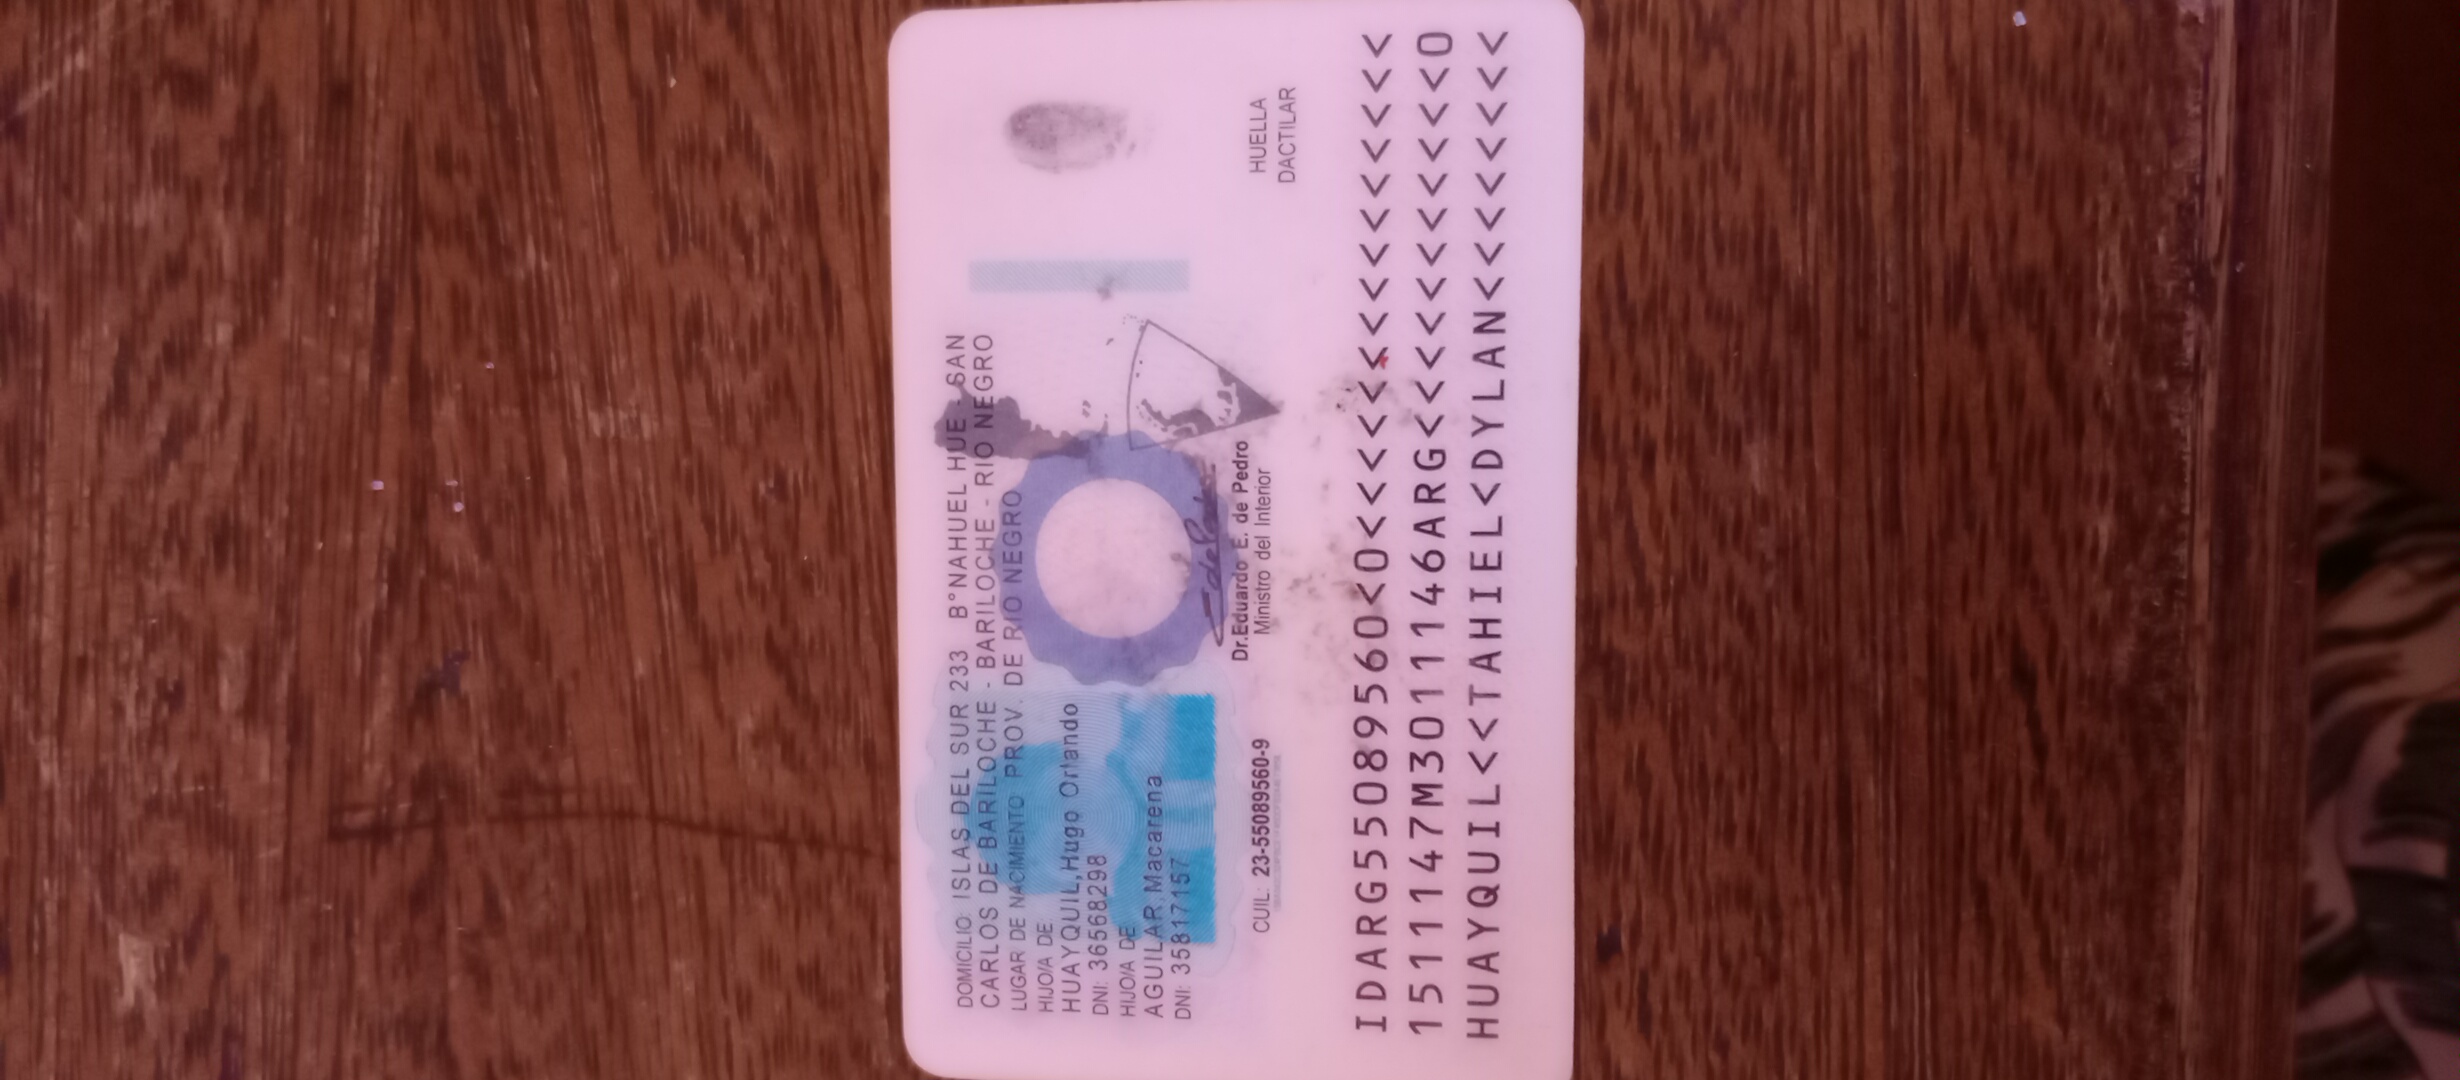 DOMICILIO: ISLAS DEL SUR 233 B°NAHUEL HUE - SAN
CARLOS DE BARILOCHE - BARILOCHE - RIO NEGRO
LUGAR DE NACIMIENTO: PROV. DE RIO NEGRO
HIJO/A DE:
HUAYQUIL,Hugo Orlando
DNI: 36568298
HIJO/A DE
AGUILAR,Macarena
DNI: 35817157
CUIL: 23-55089560-9
Dr.Eduardo E. de Pedro
Ministro del Interior
HUELLA
DACTILAR
IDARG55089560<0<<<<<<<<<<<<<<<
1511147M3011146ARG<<<<<<<<<<<0
HUAYQUIL<<TAHIEL<DYLAN<<<<<<<<